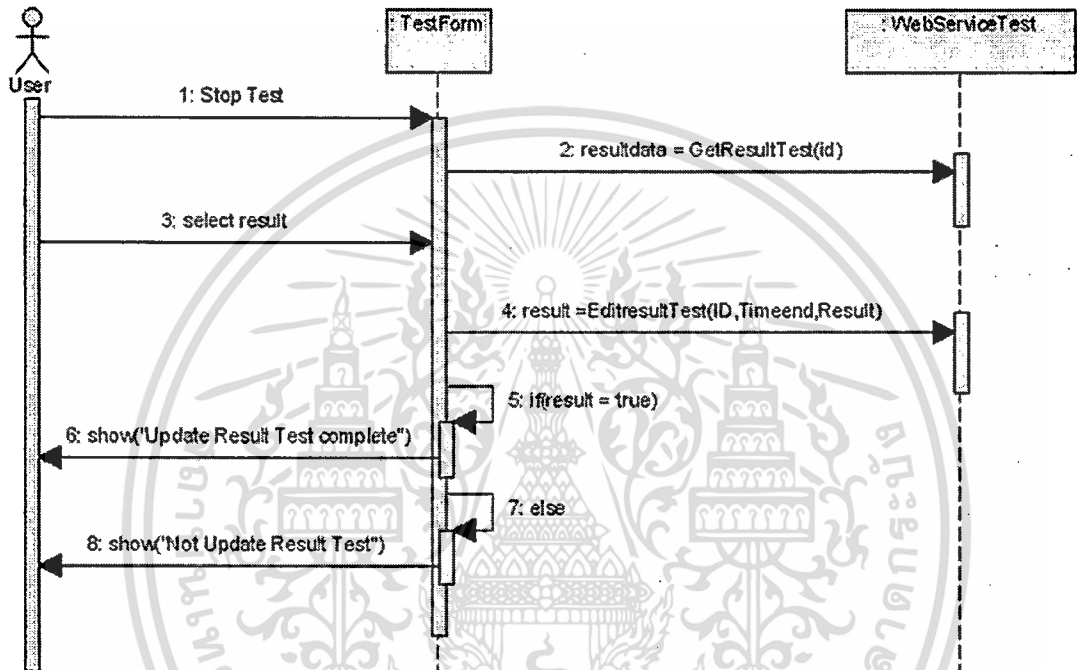 : TestForm
: WebServiceTest
User
1: Stop Test
2: resultdata = GetResultTest(id)
3: select result
4: result =EditresultTest(ID,Timeend,Result)
5: if(result = true)
6: show("Update Result Test complete")
7: else
8: show("Not Update Result Test")